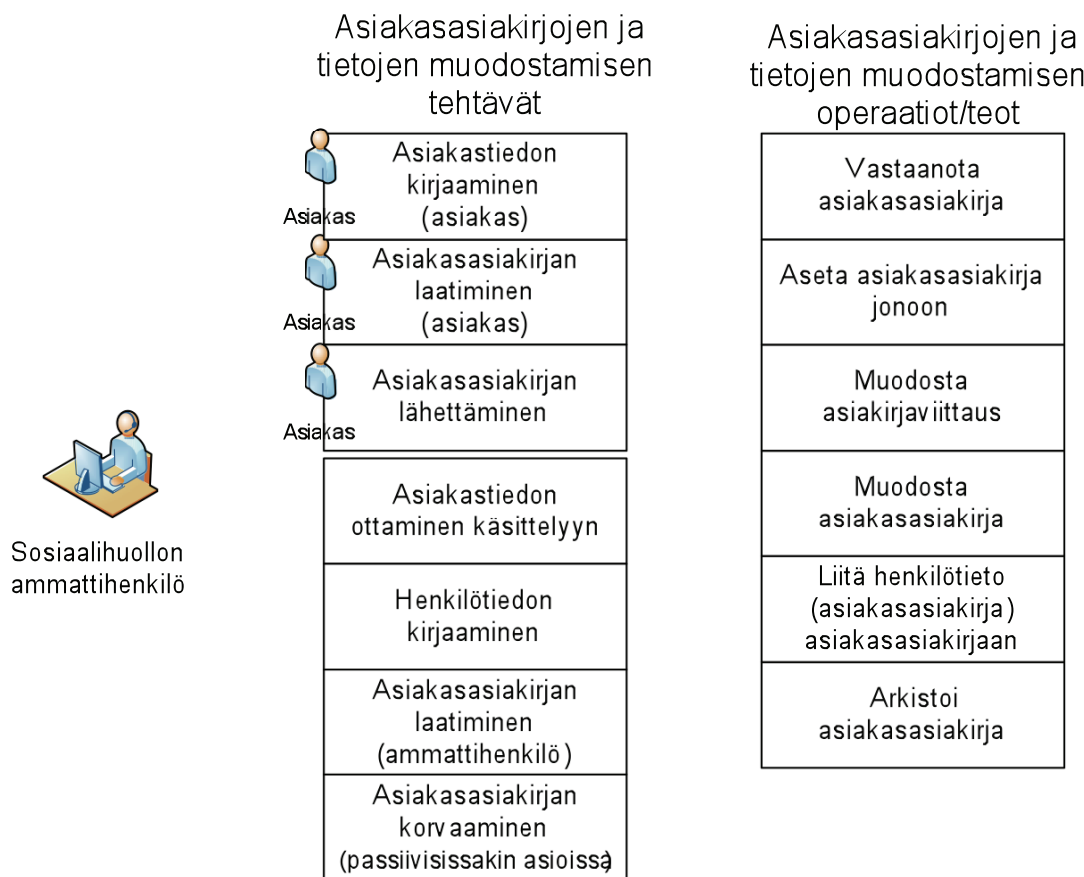 Asiakasasiakirjojen ja
tietojen muodostamisen
tehtävät
Asiakasasiakirjojen ja
tietojen muodostamisen
operaatiot/teot
Asiakastiedon
kirjaaminen
(asiakas)
Asiakas
Asiakasasiakirjan
laatiminen
(asiakas)
Asiakas
Asiakasasiakirjan
lähettäminen
Asiakas
Asiakastiedon
ottaminen käsittelyyn
Henkilötiedon
kirjaaminen
Asiakasasiakirjan
laatiminen
(ammattihenkilö)
Asiakasasiakirjan
korvaaminen
(passiivisissakin asioissa)
Vastaanota
asiakasasiakirja
Aseta asiakasasiakirja
jonoon
Muodosta
asiakirjaviittaus
Muodosta
asiakasasiakirja
Liitä henkilötieto
(asiakasasiakirja)
asiakasasiakirjaan
Arkistoi
asiakasasiakirja
Sosiaalihuollon
ammattihenkilö